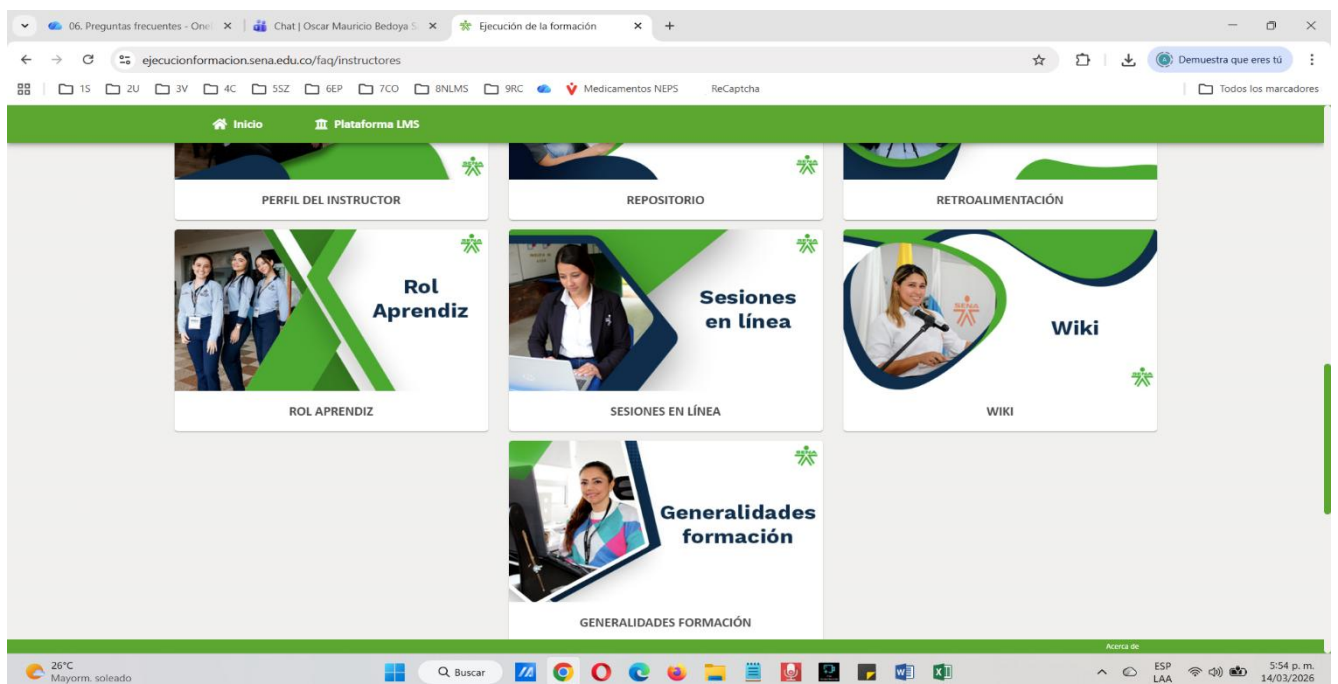 06. Preguntas frecuentes - One
Chat | Oscar Mauricio Bedoya S
Ejecución de la formación
ejecucionformacion.sena.edu.co/faq/instructores
Demuestra que eres tú
1S 2U 3V 4C 5SZ 6EP 7CO 8NLMS 9RC Medicamentos NEPS ReCaptcha
Todos los marcadores
Inicio Plataforma LMS
PERFIL DEL INSTRUCTOR
REPOSITORIO
RETROALIMENTACIÓN
Rol
Aprendiz
ROL APRENDIZ
Sesiones
en línea
SESIONES EN LÍNEA
SENA
Wiki
WIKI
Generalidades
formación
GENERALIDADES FORMACIÓN
Acerca de
26°C
Mayorm. soleado
Buscar
ESP
LAA
5:54 p. m.
14/03/2026